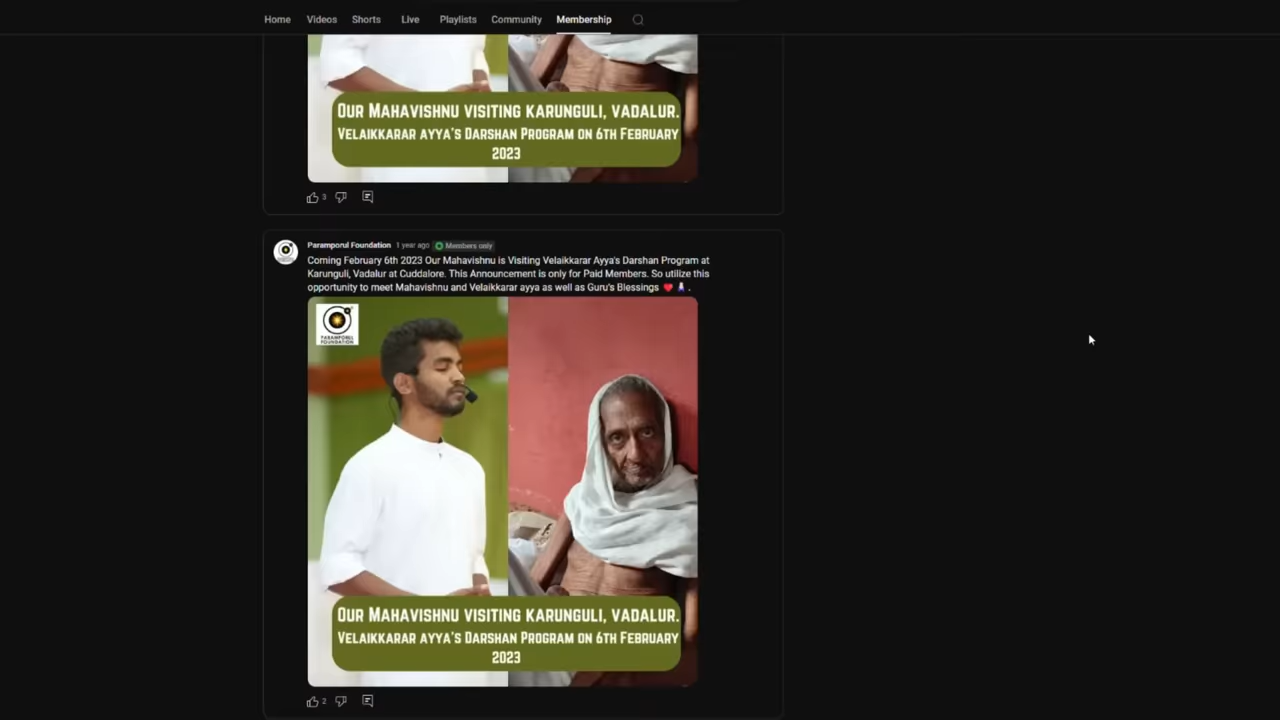 Home Videos Shorts Live Playlists Community Membership
OUR MAHAVISHNU VISITING KARUNGULI, VADALUR.
VELAIKKARAR AYYA'S DARSHAN PROGRAM ON 6TH FEBRUARY
2023
3
Paramporul Foundation 1 year ago Members only
Coming February 6th 2023 Our Mahavishnu is Visiting Velaikkarar Ayya's Darshan Program at
Karunguli, Vadalur at Cuddalore. This Announcement is only for Paid Members. So utilize this
opportunity to meet Mahavishnu and Velaikkarar ayya as well as Guru's Blessings ❤️ .
PARAMPORUL
FOUNDATION
OUR MAHAVISHNU VISITING KARUNGULI, VADALUR.
VELAIKKARAR AYYA'S DARSHAN PROGRAM ON 6TH FEBRUARY
2023
2